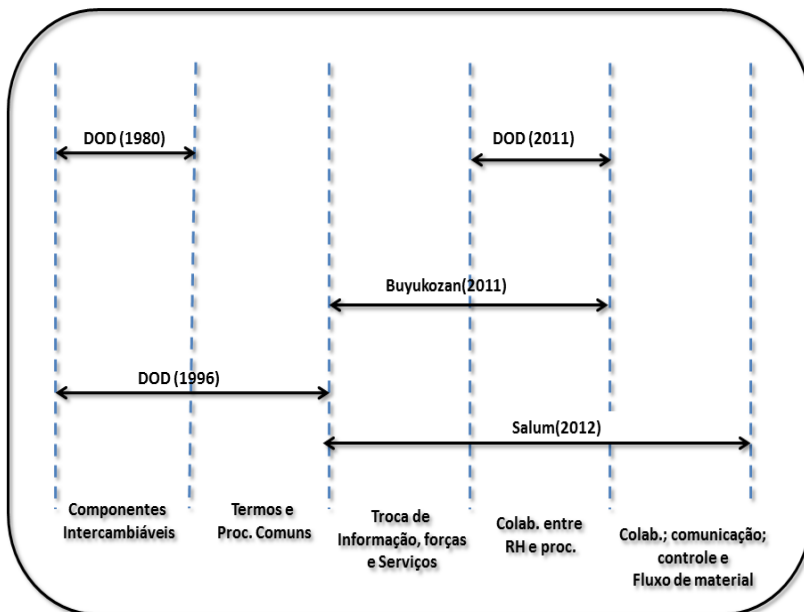 DOD (1980)
DOD (2011)
Buyukozan(2011)
DOD (1996)
Salum(2012)
Componentes
Intercambiáveis
Termos e
Proc. Comuns
Troca de
Informação, forças
e Serviços
Colab. entre
RH e proc.
Colab.; comunicação;
controle e
Fluxo de material